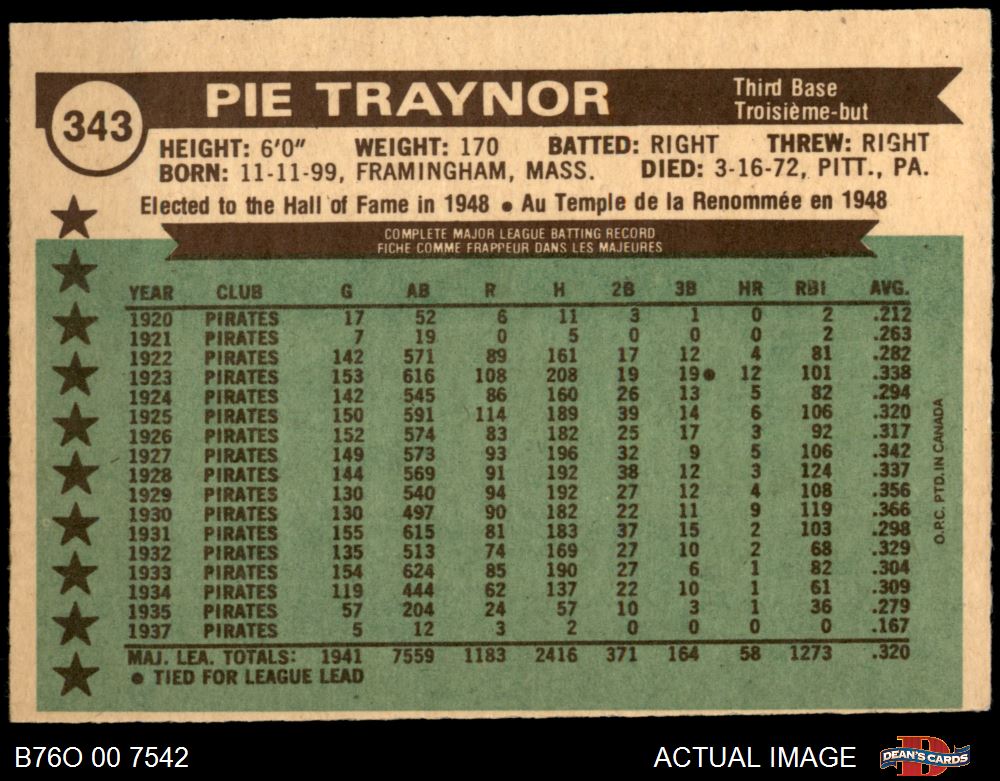 343
PIE TRAYNOR
Third Base
Troisième-but
HEIGHT: 6'0" WEIGHT: 170 BATTED: RIGHT THREW: RIGHT
BORN: 11-11-99, FRAMINGHAM, MASS. DIED: 3-16-72, PITT., PA.
Elected to the Hall of Fame in 1948 • Au Temple de la Renommée en 1948
COMPLETE MAJOR LEAGUE BATTING RECORD
FICHE COMME FRAPPEUR DANS LES MAJEURES
YEAR CLUB G AB R H 2B 3B HR RBI AVG.
1920 PIRATES 17 52 6 11 3 1 0 2 .212
1921 PIRATES 7 19 0 5 0 0 0 2 .263
1922 PIRATES 142 571 89 161 17 12 4 81 .282
1923 PIRATES 153 616 108 208 19 19• 12 101 .338
1924 PIRATES 142 545 86 160 26 13 5 82 .294
1925 PIRATES 150 591 114 189 39 14 6 106 .320
1926 PIRATES 152 574 83 182 25 17 3 92 .317
1927 PIRATES 149 573 93 196 32 9 5 106 .342
1928 PIRATES 144 569 91 192 38 12 3 124 .337
1929 PIRATES 130 540 94 192 27 12 4 108 .356
1930 PIRATES 130 497 90 182 22 11 9 119 .366
1931 PIRATES 155 615 81 183 37 15 2 103 .298
1932 PIRATES 135 513 74 169 27 10 2 68 .329
1933 PIRATES 154 624 85 190 27 6 1 82 .304
1934 PIRATES 119 444 62 137 22 10 1 61 .309
1935 PIRATES 57 204 24 57 10 3 1 36 .279
1937 PIRATES 5 12 3 2 0 0 0 0 .167
MAJ. LEA. TOTALS: 1941 7559 1183 2416 371 164 58 1273 .320
• TIED FOR LEAGUE LEAD
O.P.C. PTD. IN CANADA
B76O 00 7542
ACTUAL IMAGE
D
DEAN'S CARDS